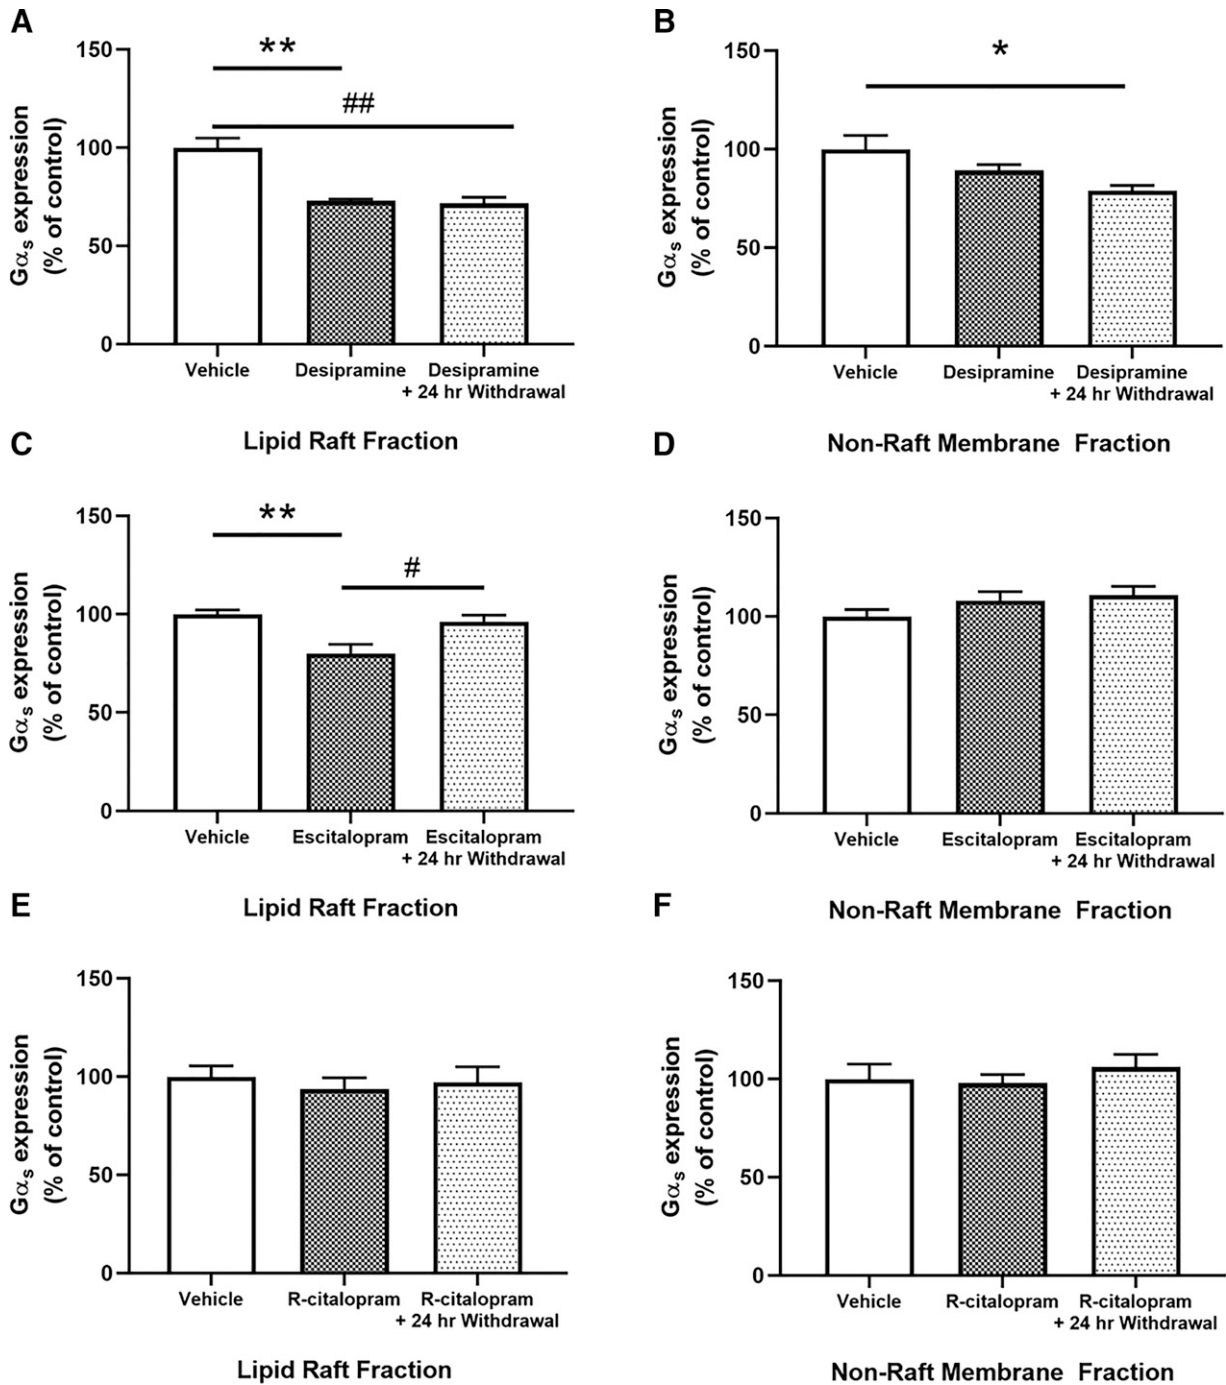 A
Gαs expression
(% of control)
150
100
50
0
**
##
Vehicle
Desipramine
Desipramine
+ 24 hr Withdrawal
Lipid Raft Fraction
B
Gαs expression
(% of control)
150
100
50
0
*
Vehicle
Desipramine
Desipramine
+ 24 hr Withdrawal
Non-Raft Membrane Fraction
C
Gαs expression
(% of control)
150
100
50
0
**
#
Vehicle
Escitalopram
Escitalopram
+ 24 hr Withdrawal
Lipid Raft Fraction
D
Gαs expression
(% of control)
150
100
50
0
Vehicle
Escitalopram
Escitalopram
+ 24 hr Withdrawal
Non-Raft Membrane Fraction
E
Gαs expression
(% of control)
150
100
50
0
Vehicle
R-citalopram
R-citalopram
+ 24 hr Withdrawal
Lipid Raft Fraction
F
Gαs expression
(% of control)
150
100
50
0
Vehicle
R-citalopram
R-citalopram
+ 24 hr Withdrawal
Non-Raft Membrane Fraction